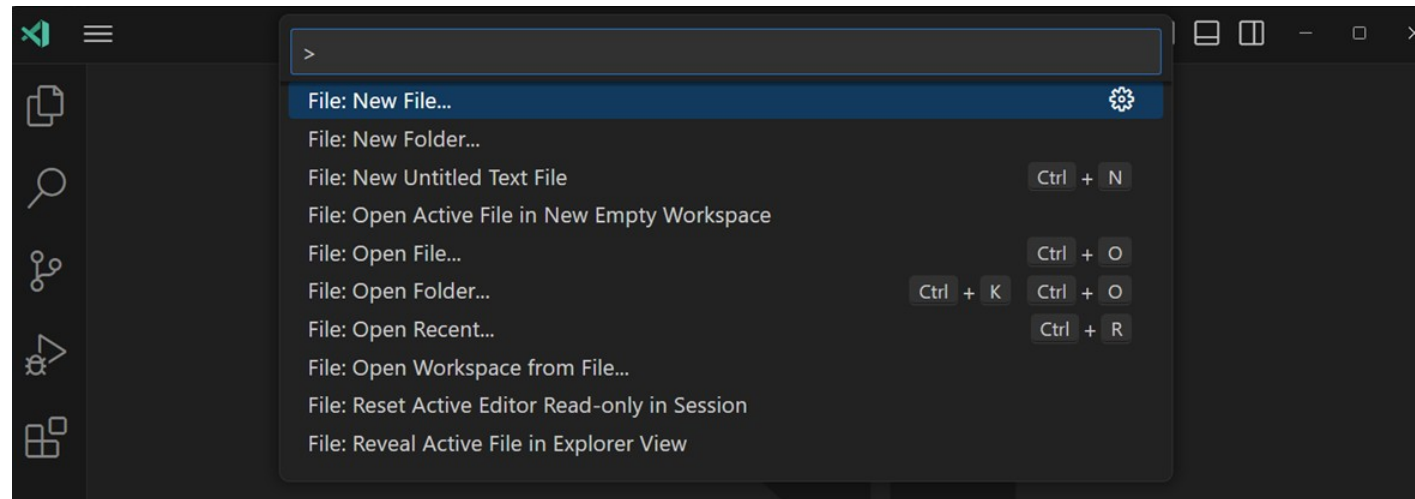 >
File: New File...
File: New Folder...
File: New Untitled Text File Ctrl + N
File: Open Active File in New Empty Workspace
File: Open File... Ctrl + O
File: Open Folder... Ctrl + K Ctrl + O
File: Open Recent... Ctrl + R
File: Open Workspace from File...
File: Reset Active Editor Read-only in Session
File: Reveal Active File in Explorer View